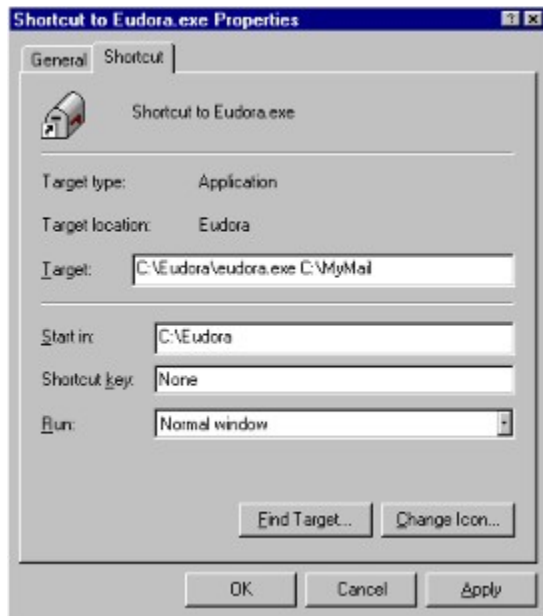 Shortcut to Eudora.exe Properties
General Shortcut
Shortcut to Eudora.exe
Target type: Application
Target location: Eudora
Target: C:\Eudora\eudora.exe C:\MyMail
Start in: C:\Eudora
Shortcut key: None
Run: Normal window
Find Target... Change Icon...
OK Cancel Apply